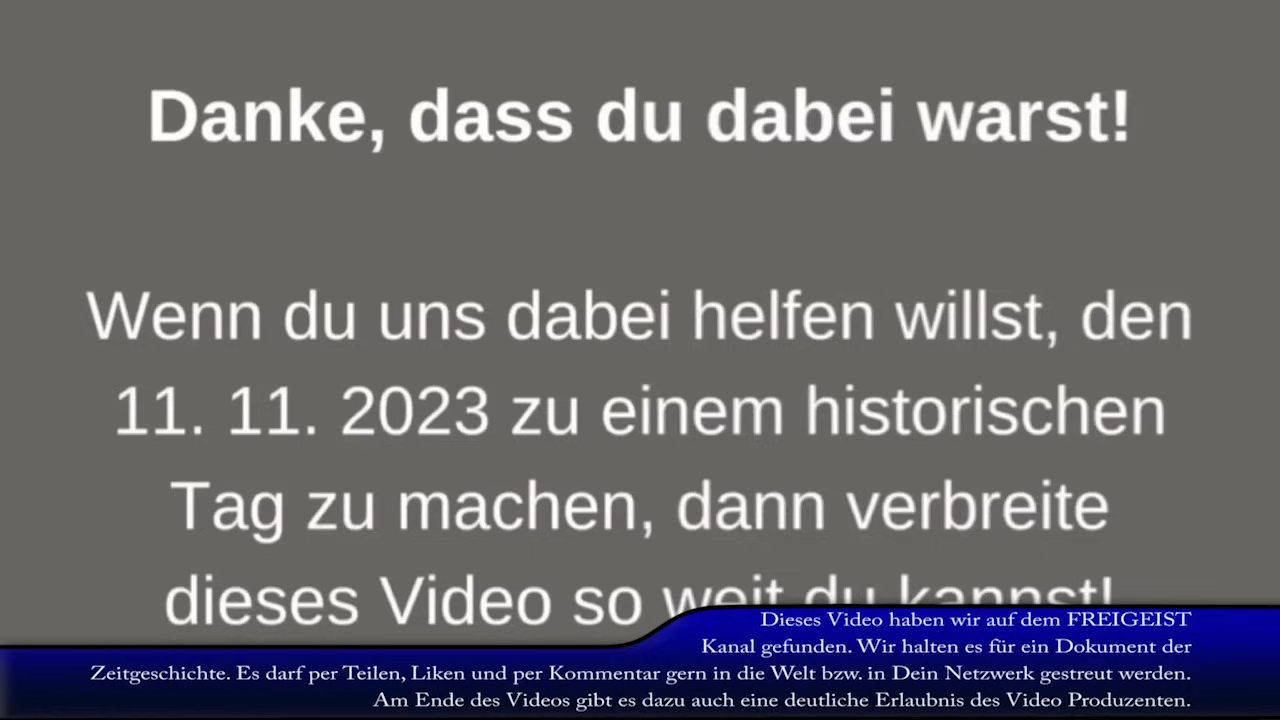 Danke, dass du dabei warst!
Wenn du uns dabei helfen willst, den
11. 11. 2023 zu einem historischen
Tag zu machen, dann verbreite
dieses Video so weit du kannst!
Dieses Video haben wir auf dem FREIGEIST
Kanal gefunden. Wir halten es für ein Dokument der
Zeitgeschichte. Es darf per Teilen, Liken und per Kommentar gern in die Welt bzw. in Dein Netzwerk gestreut werden.
Am Ende des Videos gibt es dazu auch eine deutliche Erlaubnis des Video Produzenten.